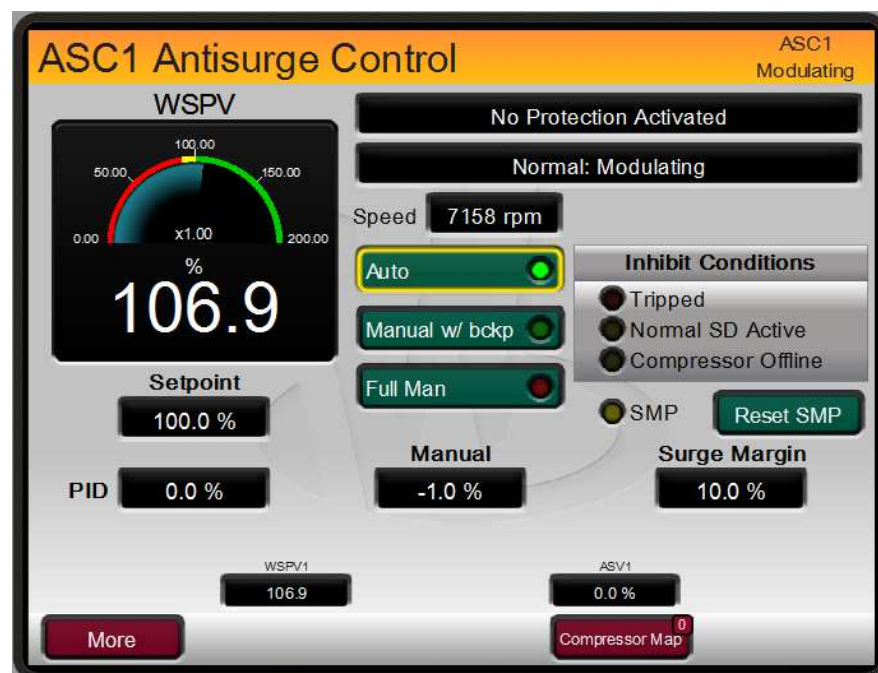 ASC1 Antisurge Control
ASC1
Modulating
WSPV
100.00
50.00
150.00
0.00
x1.00
200.00
%
106.9
No Protection Activated
Normal: Modulating
Speed 7158 rpm
Auto
Manual w/ bckp
Full Man
Inhibit Conditions
Tripped
Normal SD Active
Compressor Offline
SMP
Reset SMP
Setpoint
100.0 %
PID 0.0 %
Manual
-1.0 %
Surge Margin
10.0 %
WSPV1
106.9
ASV1
0.0 %
More
Compressor Map
0